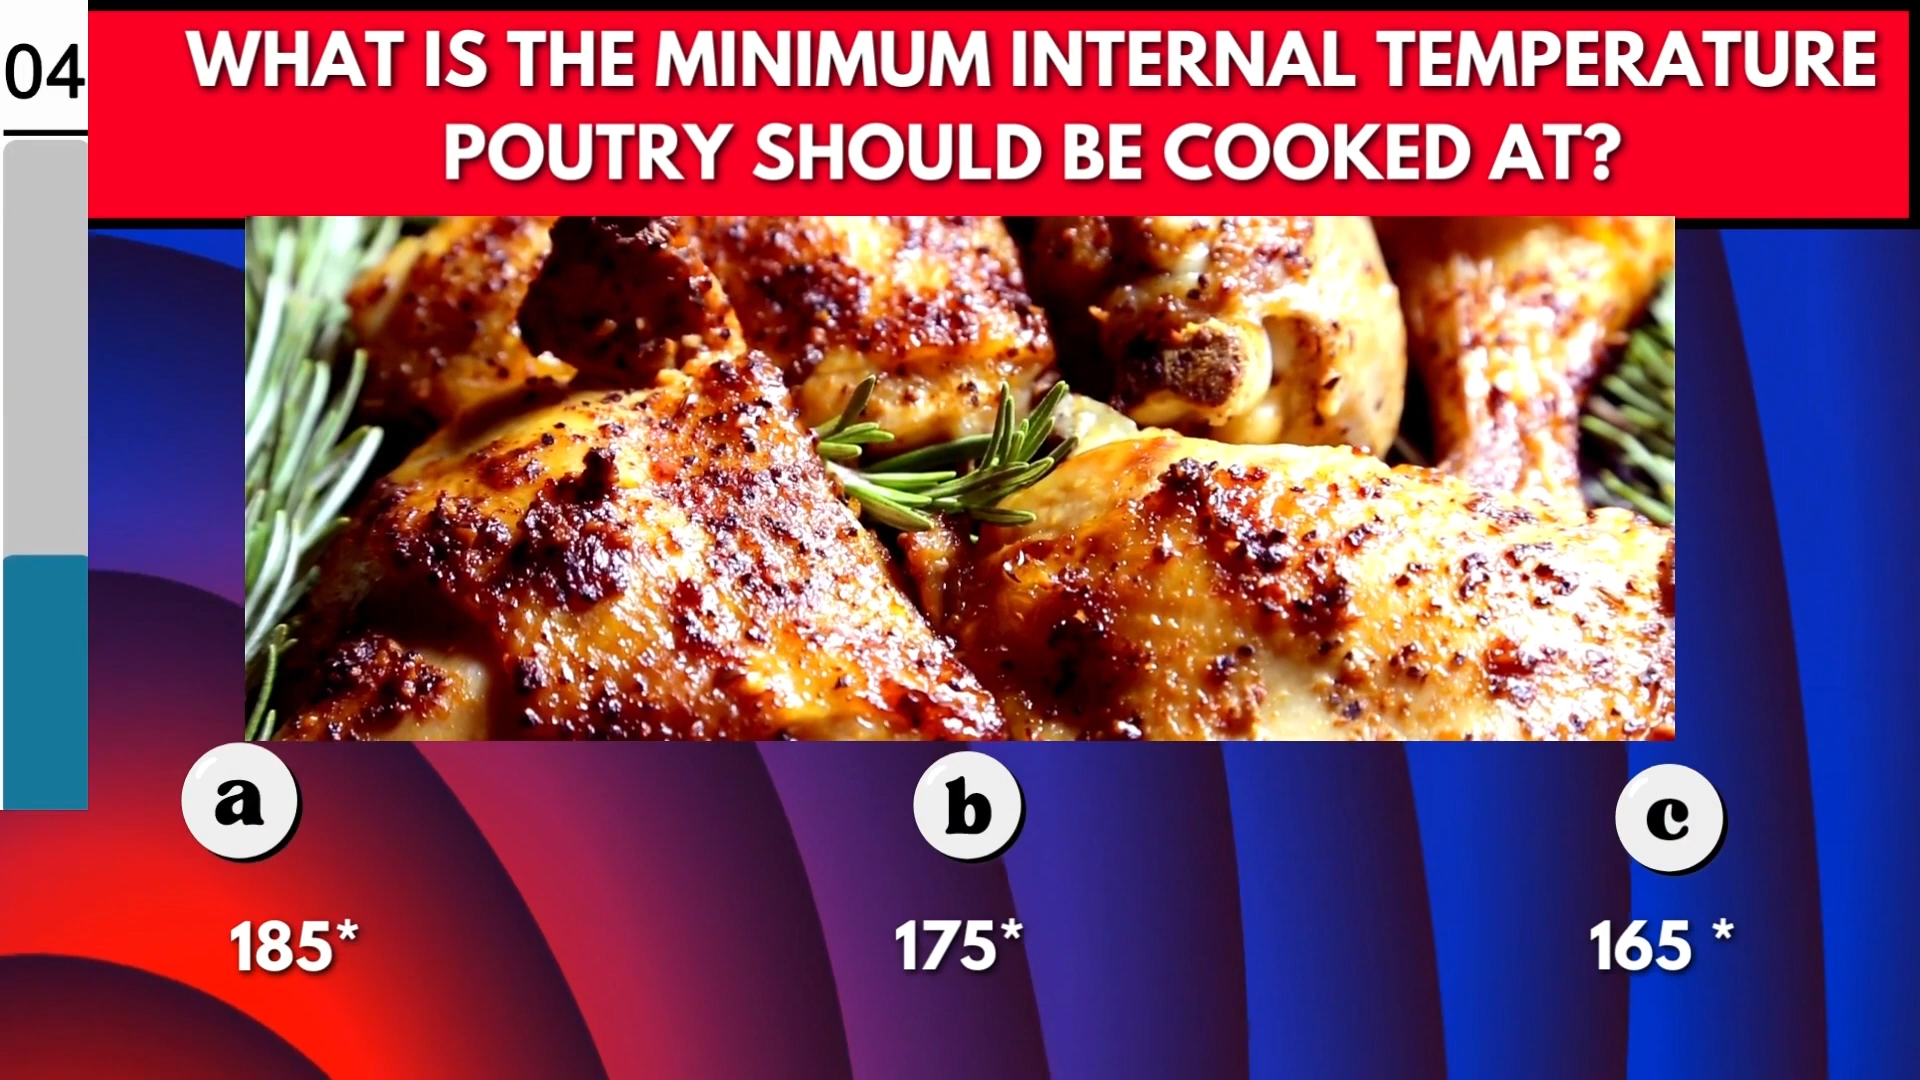 04
WHAT IS THE MINIMUM INTERNAL TEMPERATURE
POUTRY SHOULD BE COOKED AT?
a
b
c
185*
175*
165 *